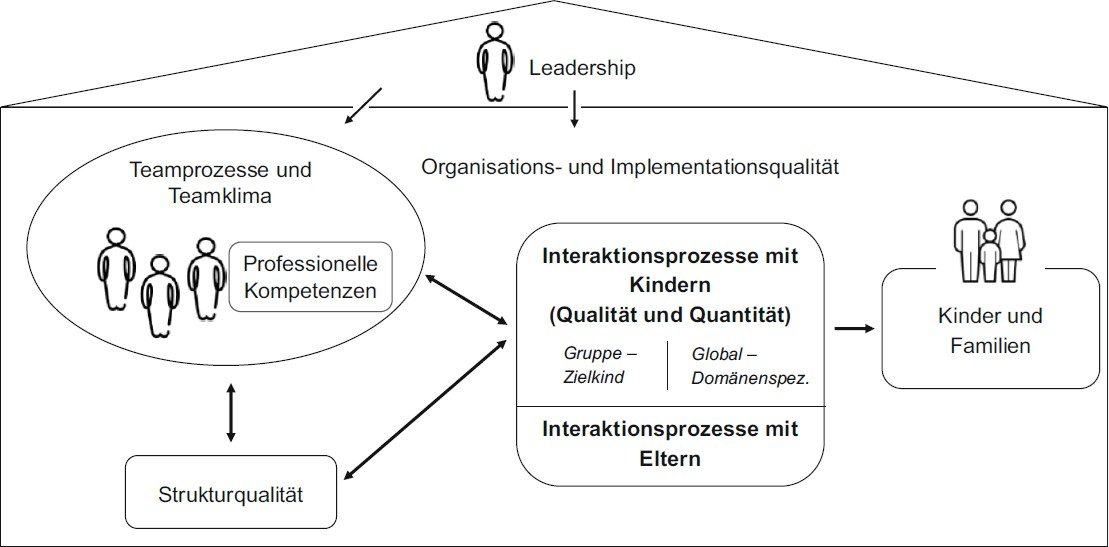 Leadership
Teamprozesse und
Teamklima
Professionelle
Kompetenzen
Organisations- und Implementationsqualität
Interaktionsprozesse mit
Kindern
(Qualität und Quantität)
Gruppe –
Zielkind
Global –
Domänenspez.
Interaktionsprozesse mit
Eltern
Kinder und
Familien
Strukturqualität